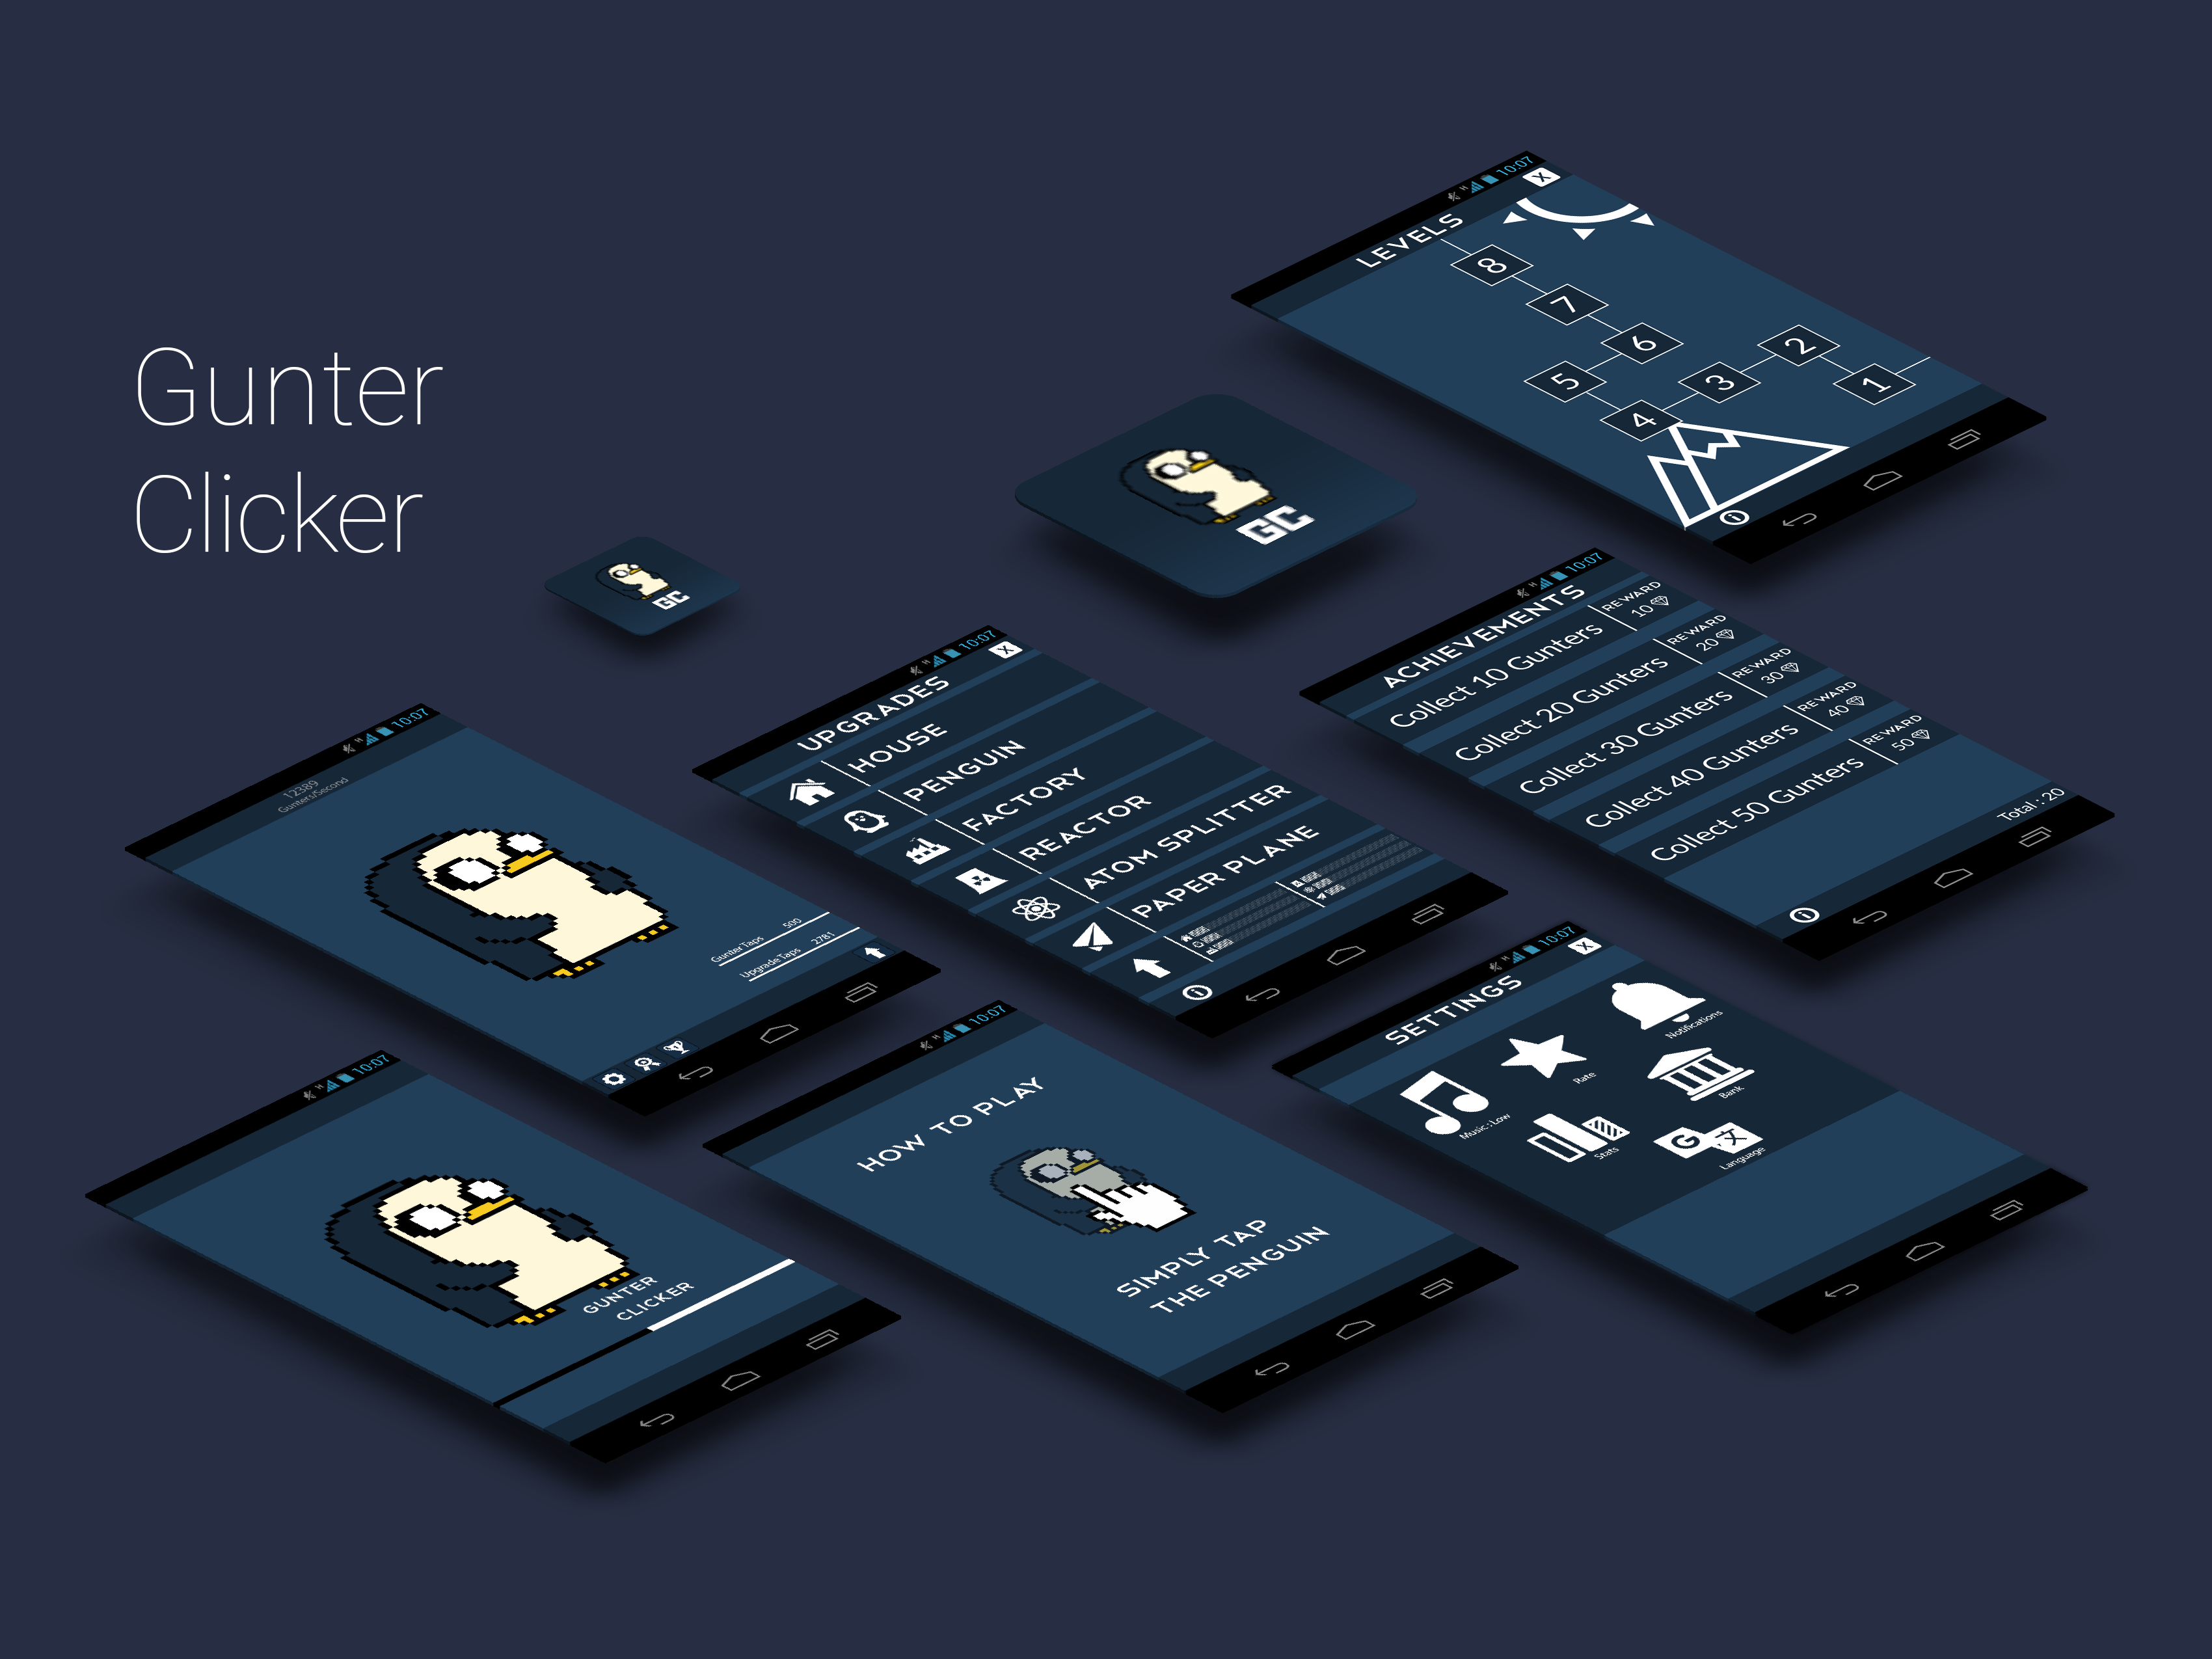 Gunter
Clicker
GC
GC
10:07
LEVELS
X
8
7
6
5
4
3
2
1
10:07
ACHIEVEMENTS
Collect 10 Gunters
REWARD
10
Collect 20 Gunters
REWARD
20
Collect 30 Gunters
REWARD
30
Collect 40 Gunters
REWARD
40
Collect 50 Gunters
REWARD
50
Total : 20
10:07
UPGRADES
X
HOUSE
PENGUIN
FACTORY
REACTOR
ATOM SPLITTER
PAPER PLANE
10:07
12389
Gunters/Second
Gunter Taps 500
Upgrade Taps 2781
10:07
SETTINGS
X
Music : Low
Rate
Notifications
Stats
Bank
G 文
Language
10:07
HOW TO PLAY
SIMPLY TAP
THE PENGUIN
10:07
GUNTER
CLICKER